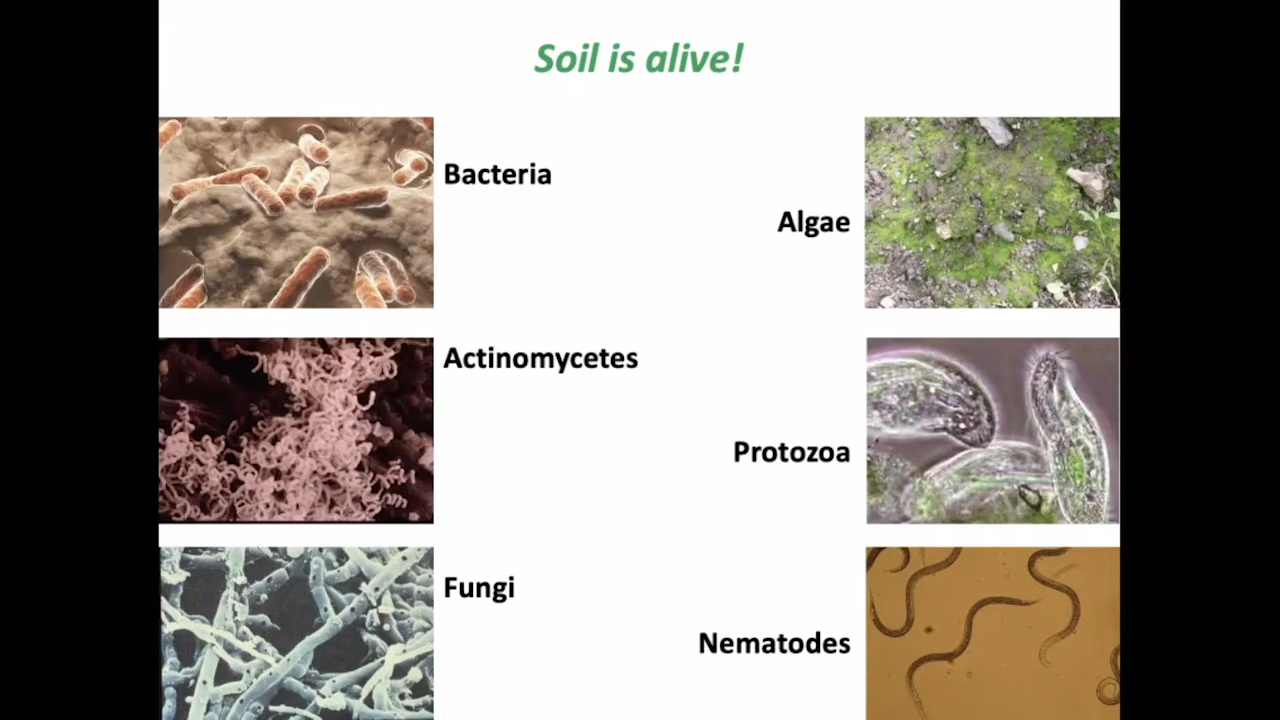 Soil is alive!
Bacteria
Algae
Actinomycetes
Protozoa
Fungi
Nematodes